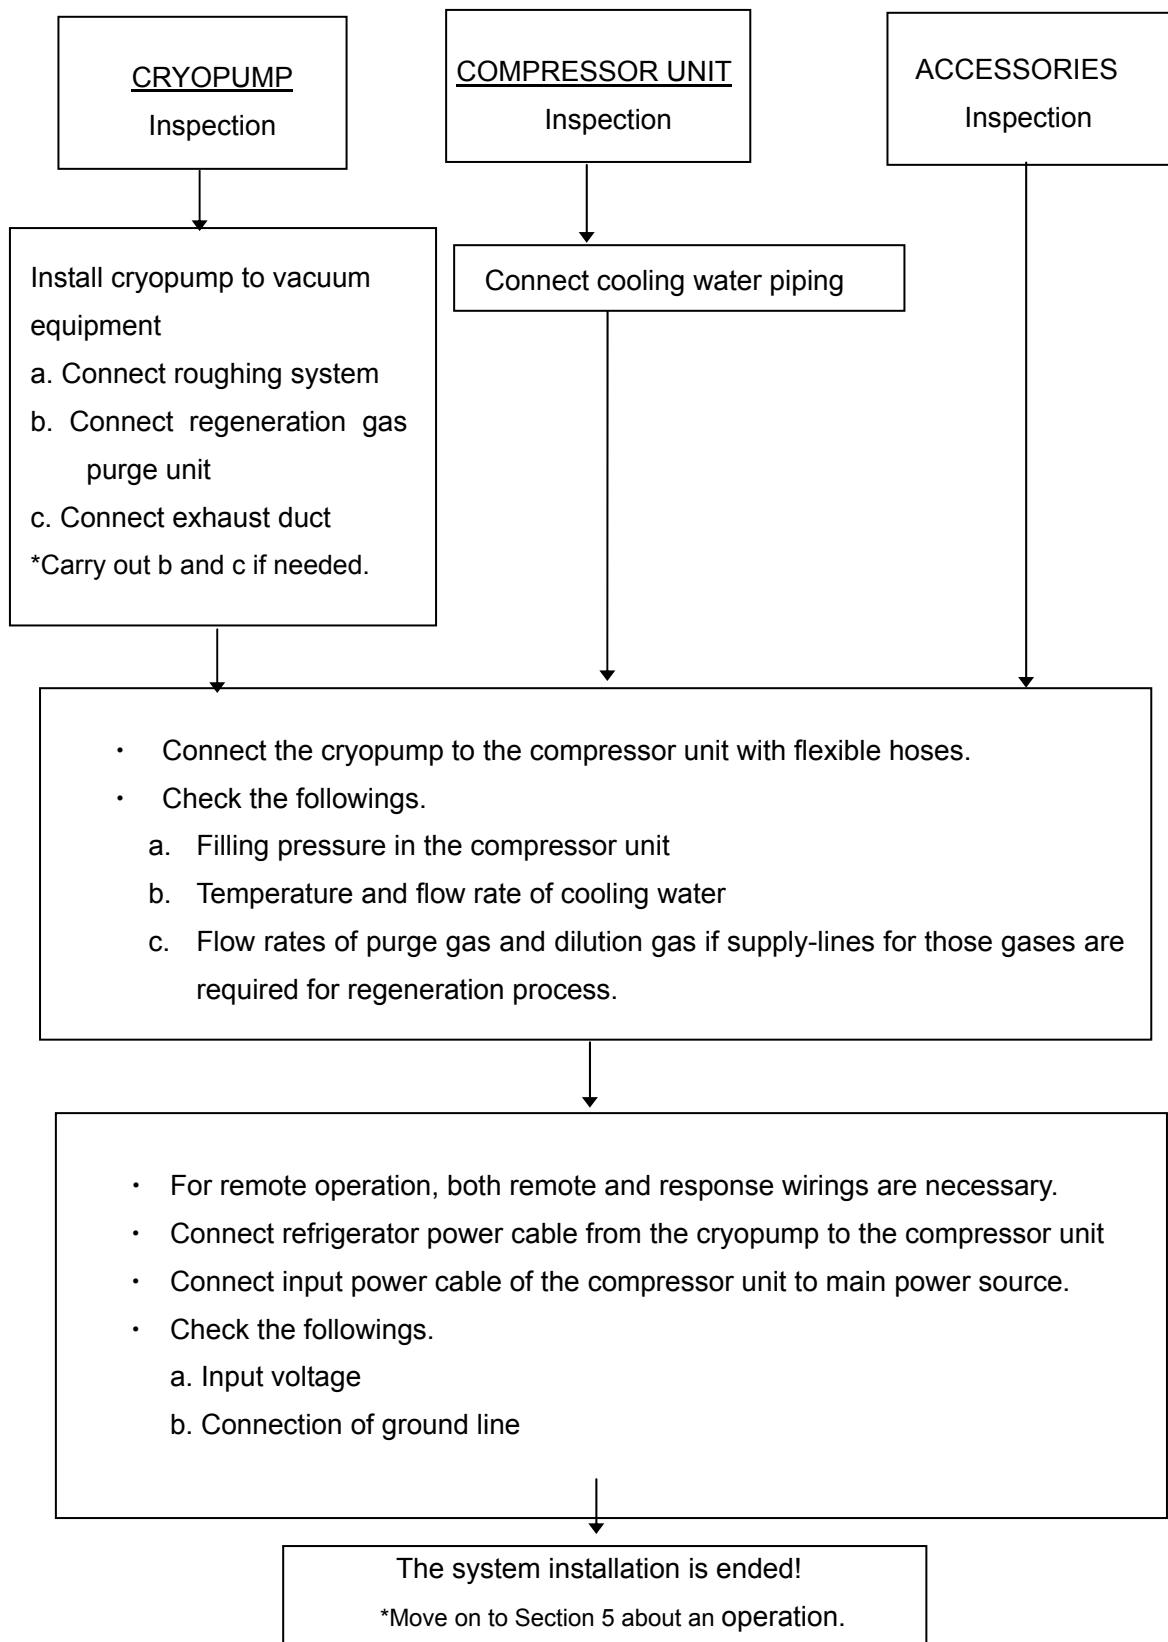 CRYOPUMP
Inspection
COMPRESSOR UNIT
Inspection
ACCESSORIES
Inspection
Install cryopump to vacuum
equipment
a. Connect roughing system
b. Connect regeneration gas
purge unit
c. Connect exhaust duct
*Carry out b and c if needed.
Connect cooling water piping
・ Connect the cryopump to the compressor unit with flexible hoses.
・ Check the followings.
a. Filling pressure in the compressor unit
b. Temperature and flow rate of cooling water
c. Flow rates of purge gas and dilution gas if supply-lines for those gases are
required for regeneration process.
・ For remote operation, both remote and response wirings are necessary.
・ Connect refrigerator power cable from the cryopump to the compressor unit
・ Connect input power cable of the compressor unit to main power source.
・ Check the followings.
a. Input voltage
b. Connection of ground line
The system installation is ended!
*Move on to Section 5 about an operation.